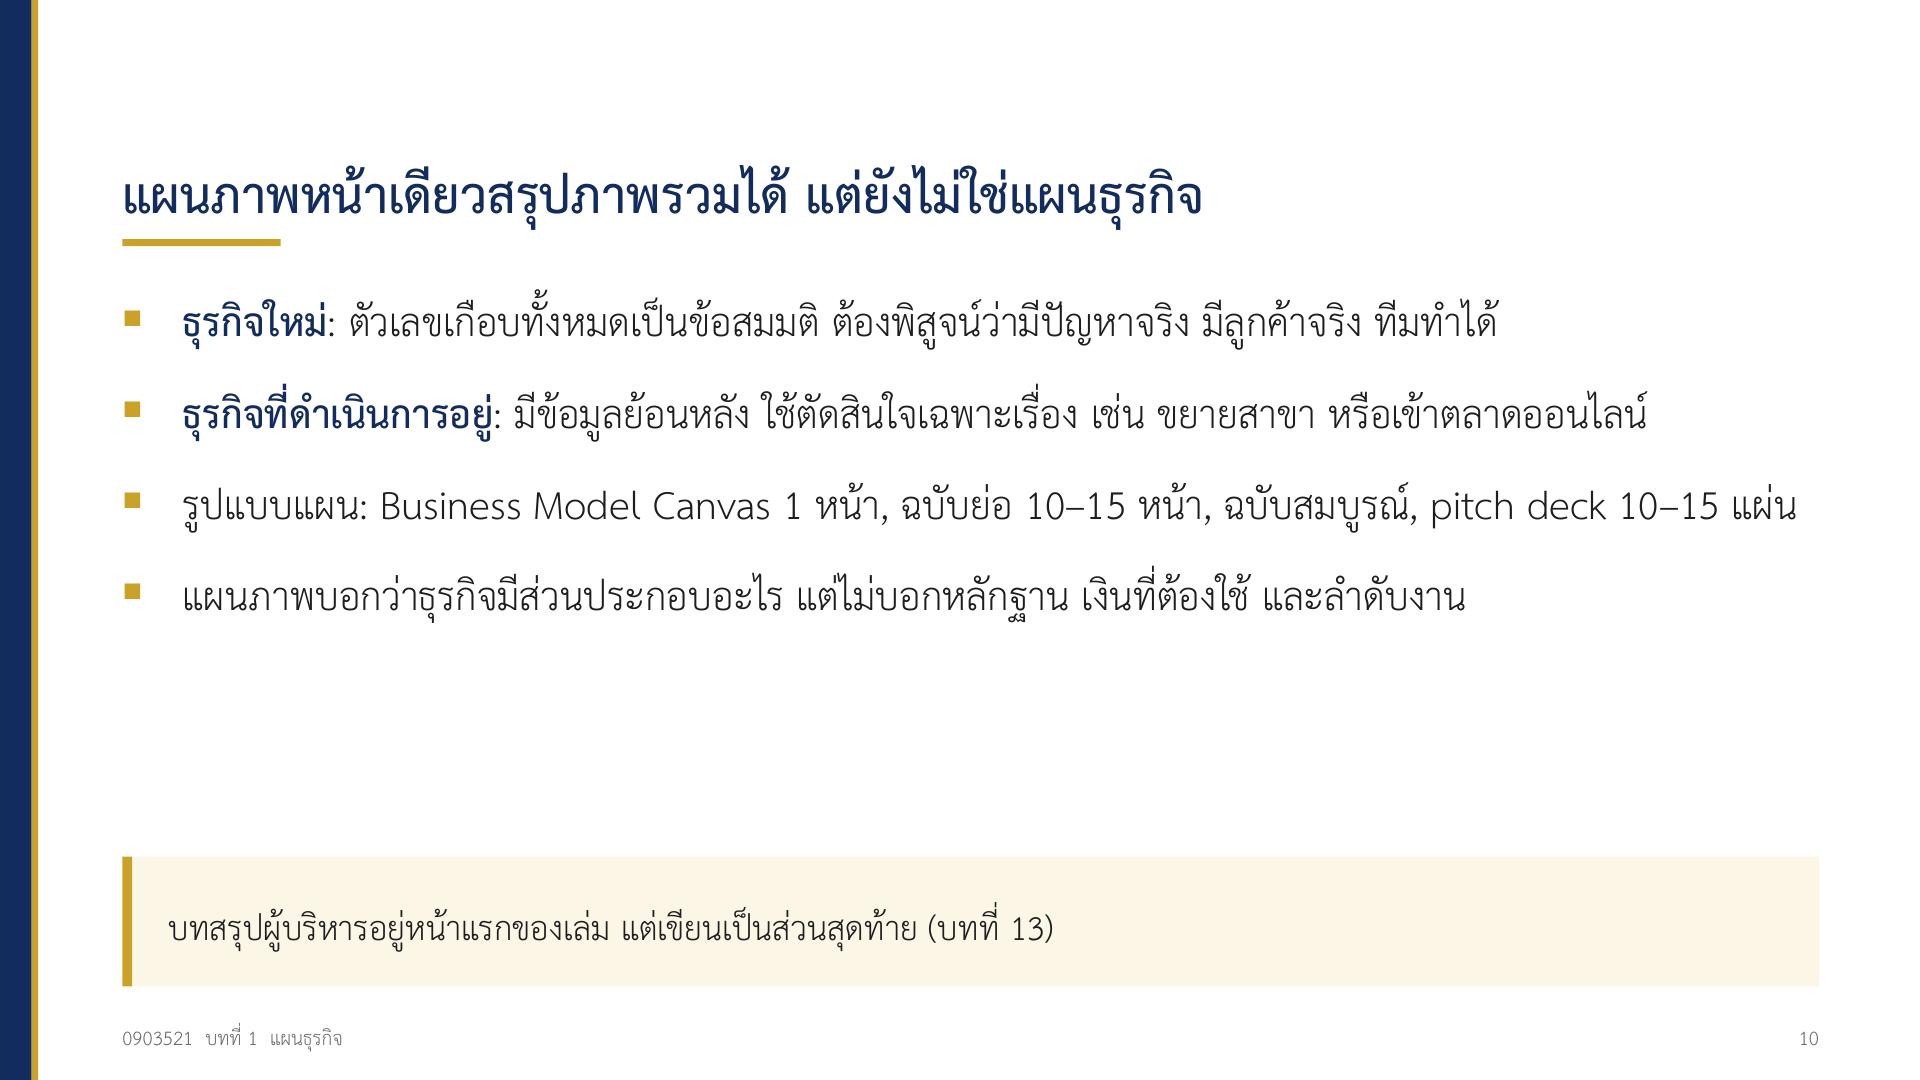 แผนภาพหน้าเดียวสรุปภาพรวมได้ แต่ยังไม่ใช่แผนธุรกิจ
ธุรกิจใหม่: ตัวเลขเกือบทั้งหมดเป็นข้อสมมติ ต้องพิสูจน์ว่ามีปัญหาจริง มีลูกค้าจริง ทีมทำได้
ธุรกิจที่ดำเนินการอยู่: มีข้อมูลย้อนหลัง ใช้ตัดสินใจเฉพาะเรื่อง เช่น ขยายสาขา หรือเข้าตลาดออนไลน์
รูปแบบแผน: Business Model Canvas 1 หน้า, ฉบับย่อ 10–15 หน้า, ฉบับสมบูรณ์, pitch deck 10–15 แผ่น
แผนภาพบอกว่าธุรกิจมีส่วนประกอบอะไร แต่ไม่บอกหลักฐาน เงินที่ต้องใช้ และลำดับงาน
บทสรุปผู้บริหารอยู่หน้าแรกของเล่ม แต่เขียนเป็นส่วนสุดท้าย (บทที่ 13)
0903521 บทที่ 1 แผนธุรกิจ
10